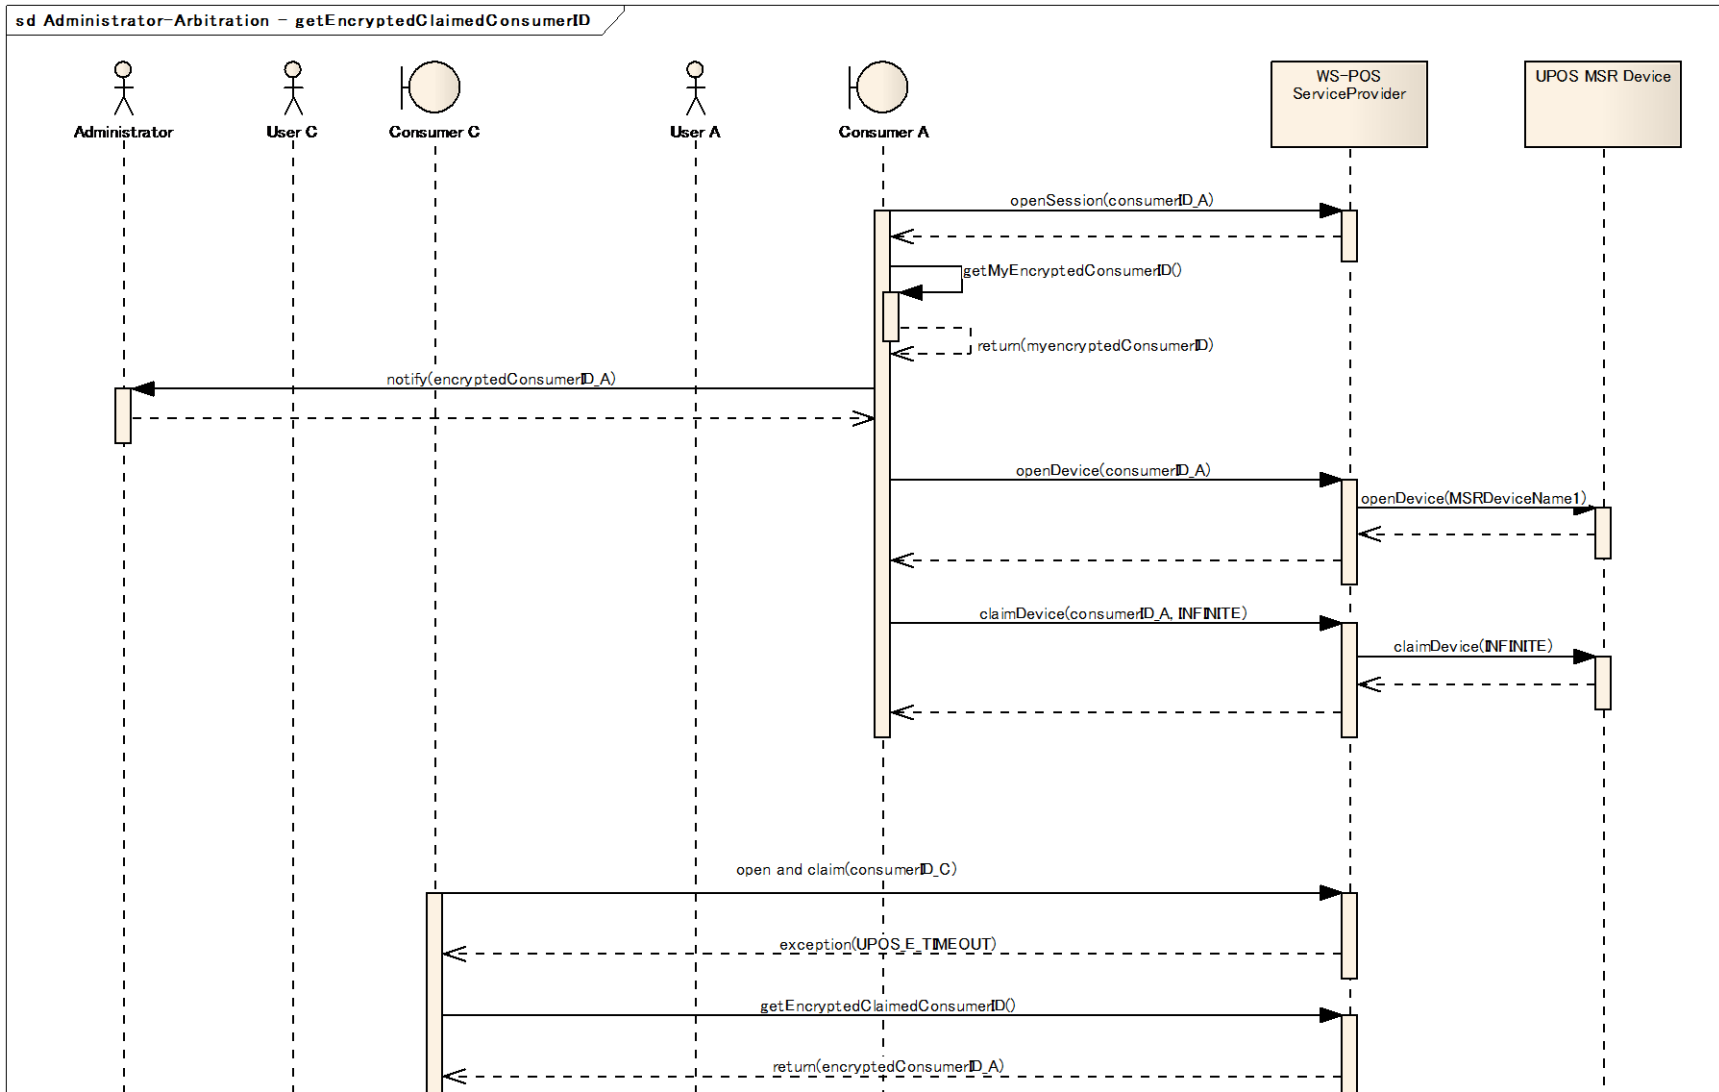 sd Administrator-Arbitration - getEncryptedClaimedConsumerID
Administrator
User C
Consumer C
User A
Consumer A
WS-POS
ServiceProvider
UPOS MSR Device
openSession(consumerID_A)
getMyEncryptedConsumerID()
return(myencryptedConsumerID)
notify(encryptedConsumerID_A)
openDevice(consumerID_A)
openDevice(MSRDeviceName1)
claimDevice(consumerID_A, INFINITE)
claimDevice(INFINITE)
open and claim(consumerID_C)
exception(UPOS_E_TIMEOUT)
getEncryptedClaimedConsumerID()
return(encryptedConsumerID_A)